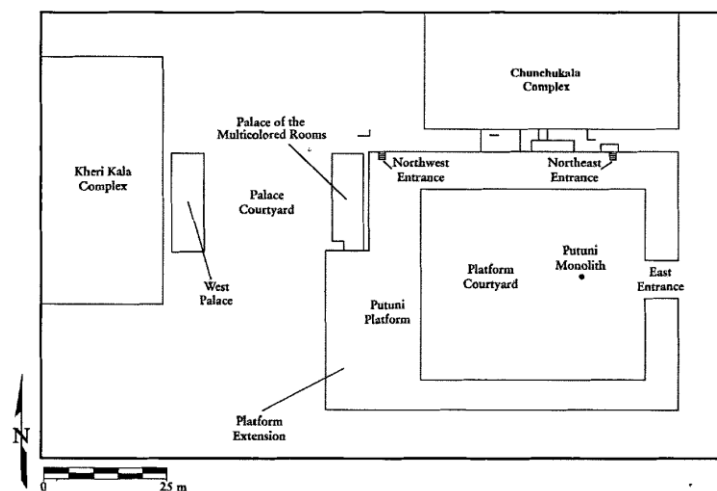 Chunchukala
Complex
Palace of the
Multicolored Rooms
Kheri Kala
Complex
Northwest
Entrance
Northeast
Entrance
Palace
Courtyard
Platform
Courtyard
Putuni
Monolith
East
Entrance
West
Palace
Putuni
Platform
Platform
Extension
N
0
25 m